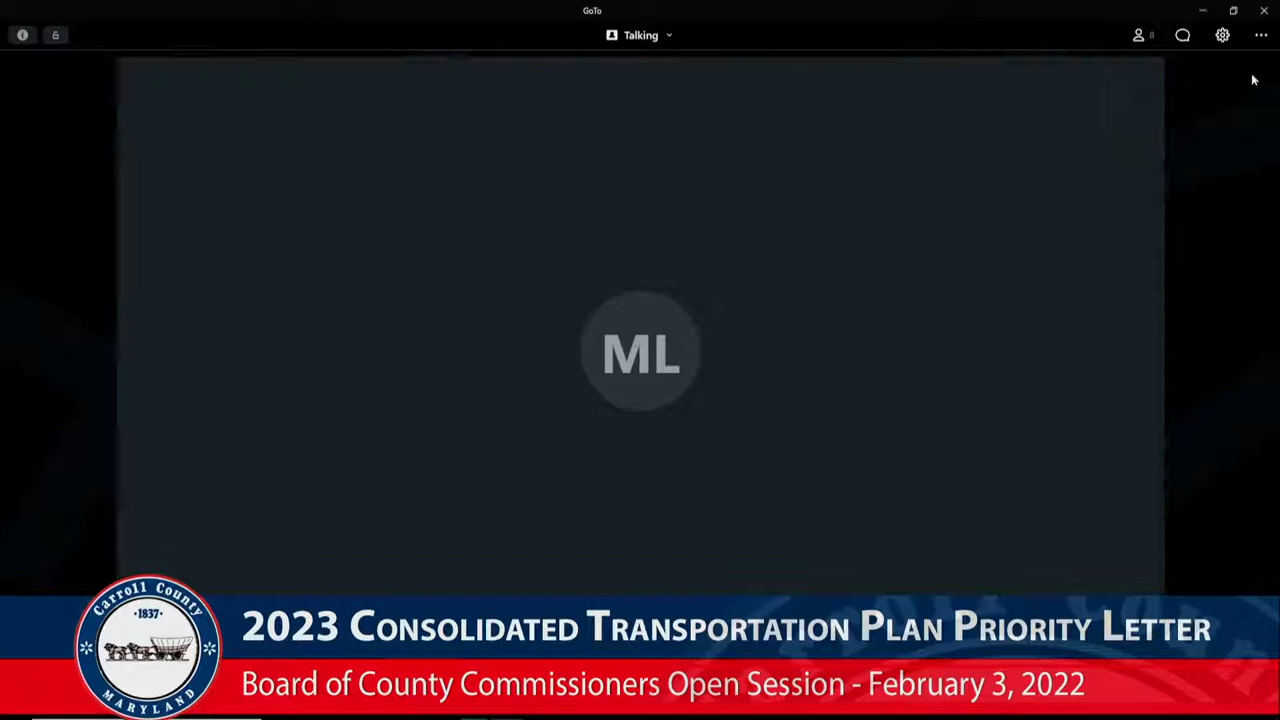 GoTo
Talking
8
ML
Carroll County
·1837·
MARYLAND
2023 CONSOLIDATED TRANSPORTATION PLAN PRIORITY LETTER
Board of County Commissioners Open Session - February 3, 2022